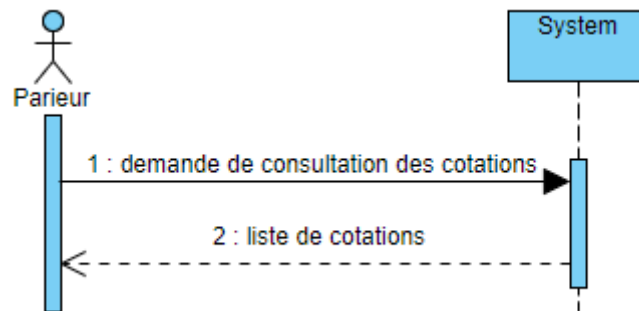 System
Parieur
1 : demande de consultation des cotations
2 : liste de cotations